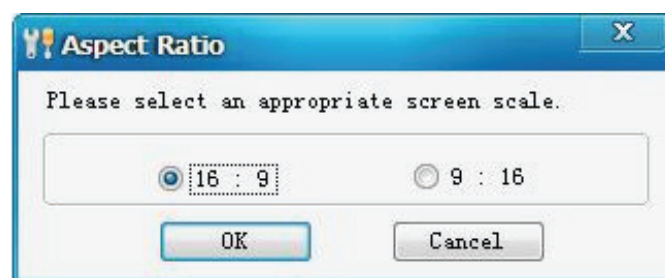 Aspect Ratio
Please select an appropriate screen scale.
16 : 9 9 : 16
OK Cancel